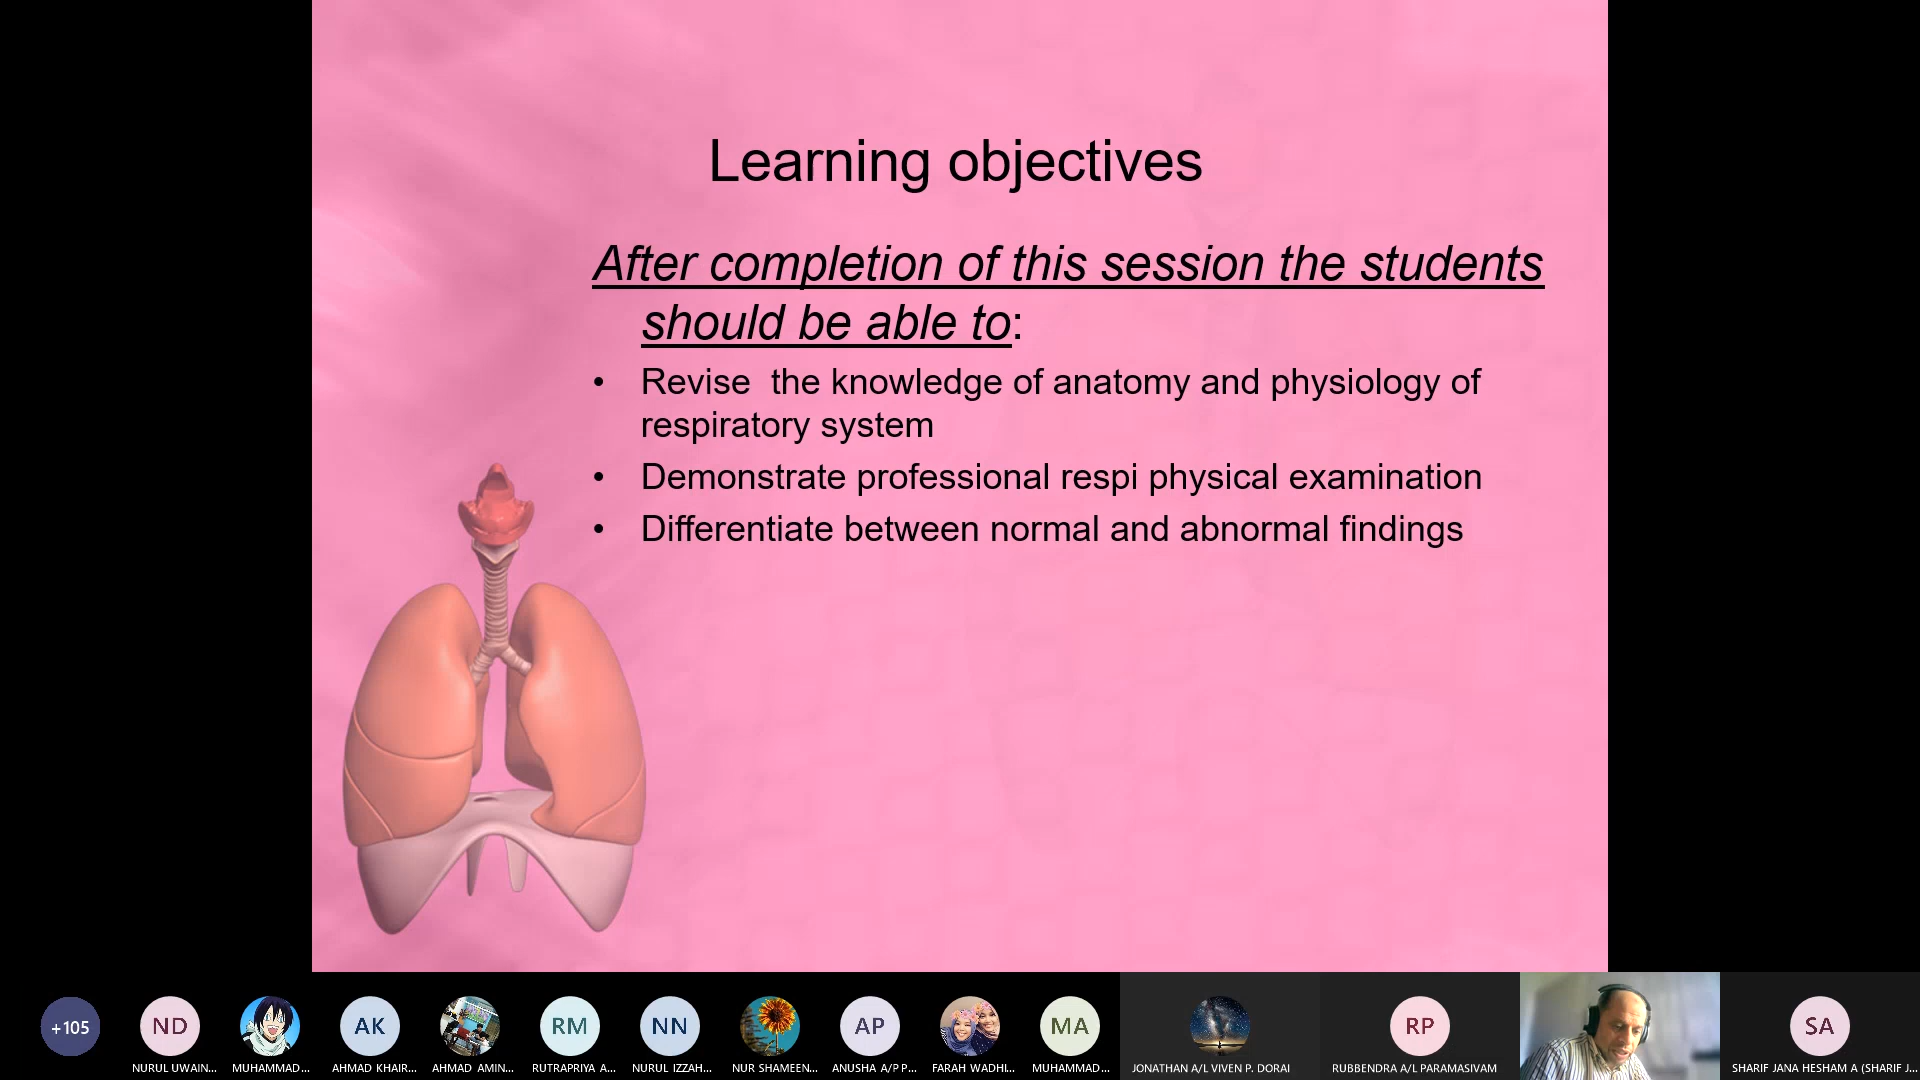 Learning objectives
After completion of this session the students
should be able to:
• Revise  the knowledge of anatomy and physiology of
respiratory system
• Demonstrate professional respi physical examination
• Differentiate between normal and abnormal findings
+105
ND
AK
RM
NN
AP
MA
RP
SA
NURUL UWAIN...
MUHAMMAD...
AHMAD KHAIR...
AHMAD AMIN...
RUTRAPRIYA A...
NURUL IZZAH...
NUR SHAMEEN...
ANUSHA A/P P...
FARAH WADHI...
MUHAMMAD...
JONATHAN A/L VIVEN P. DORAI
RUBBENDRA A/L PARAMASIVAM
SHARIF JANA HESHAM A (SHARIF J...